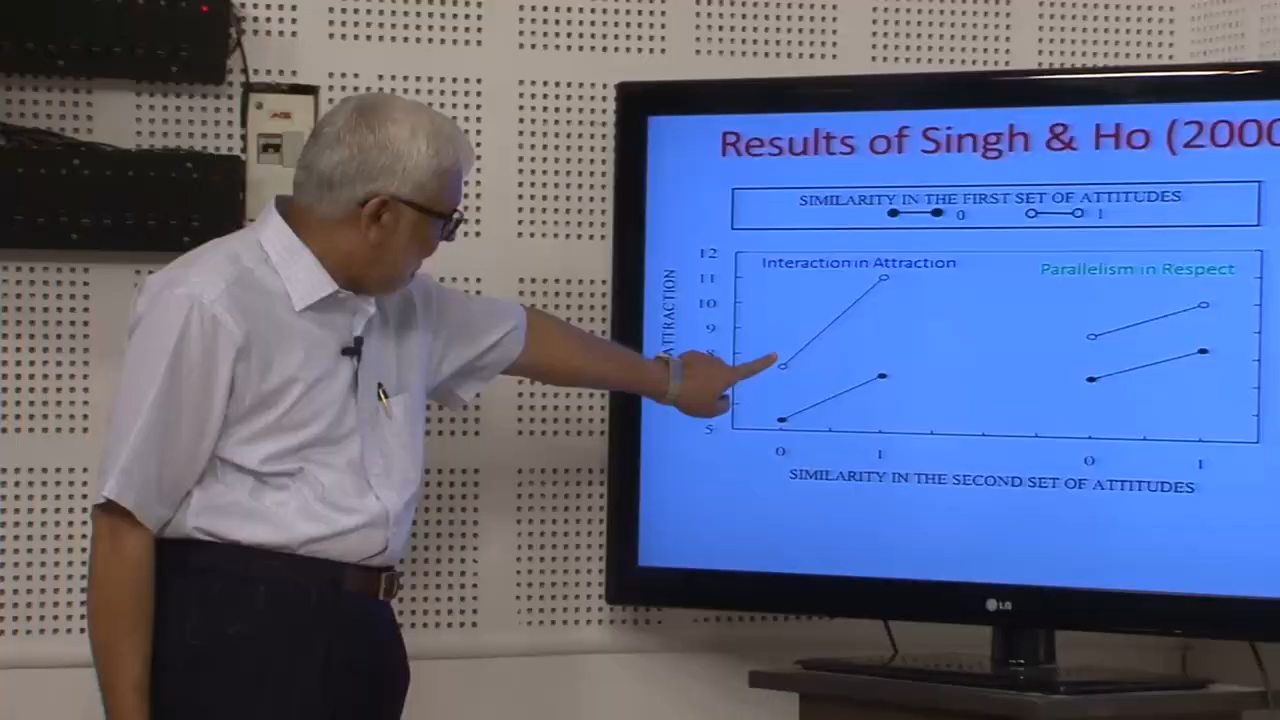 Results of Singh & Ho (2000
SIMILARITY IN THE FIRST SET OF ATTITUDES
0 1
ATTRACTION
12
11
10
9
8
5
Interaction in Attraction
Parallelism in Respect
0 1 0 1
SIMILARITY IN THE SECOND SET OF ATTITUDES
LG